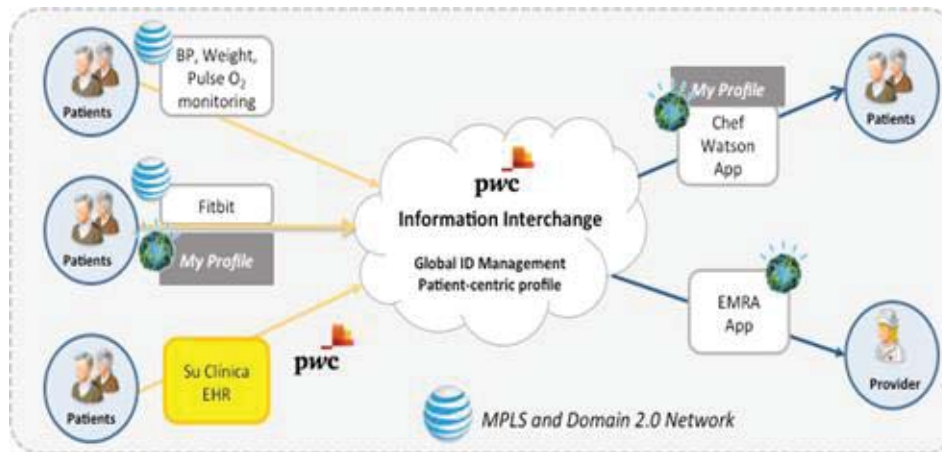 BP, Weight,
Pulse O₂
monitoring
Patients
Fitbit
My Profile
Patients
Su Clínica
EHR
Patients
pwc
pwc
Information Interchange
Global ID Management
Patient-centric profile
My Profile
Chef
Watson
App
Patients
EMRA
App
Provider
MPLS and Domain 2.0 Network